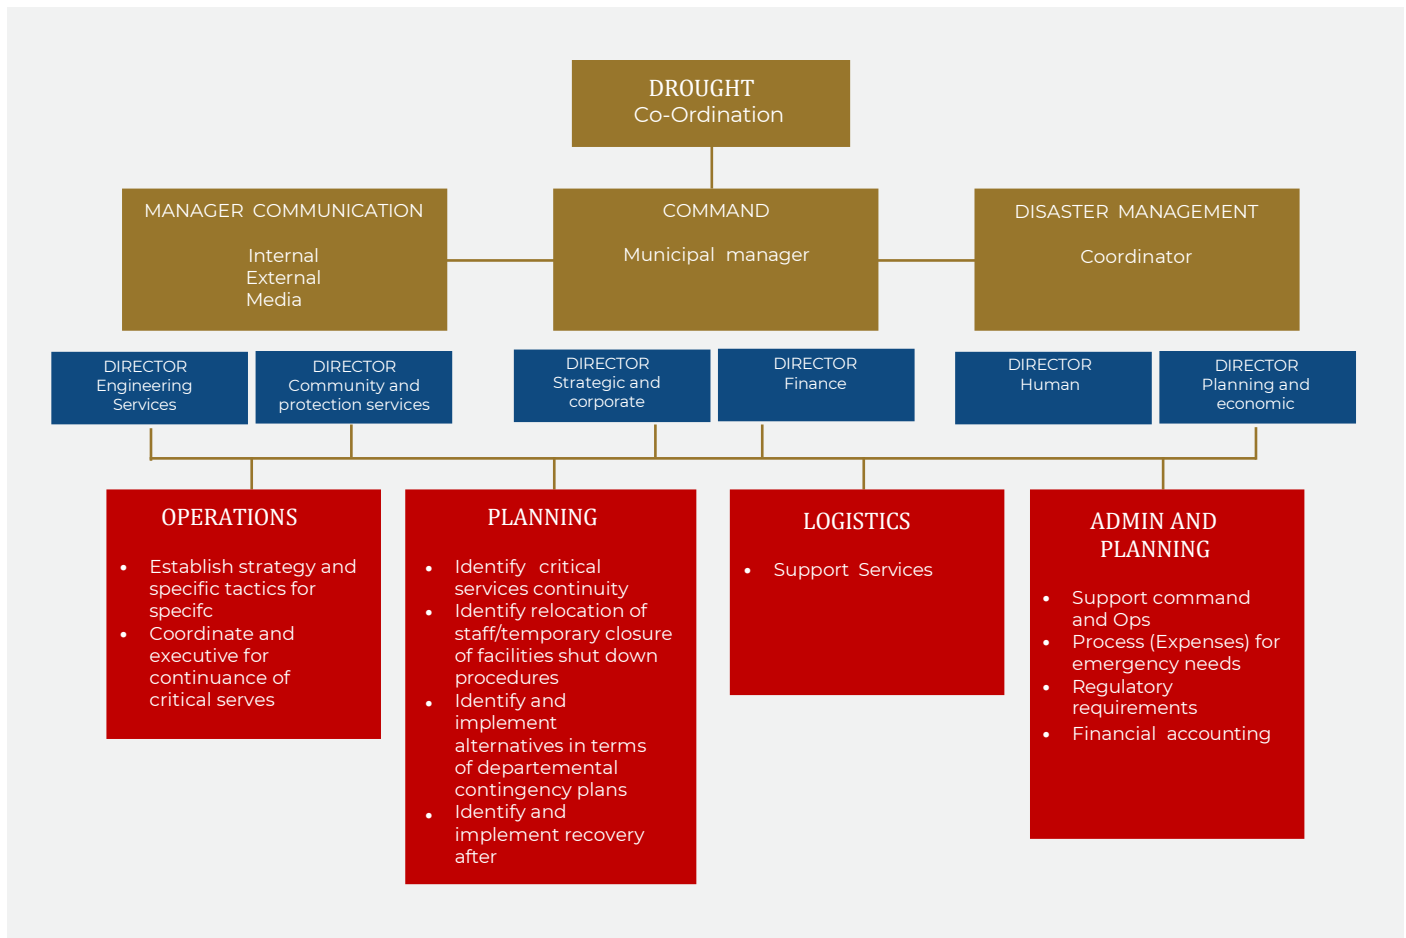 DROUGHT
Co-Ordination
MANAGER COMMUNICATION
Internal
External
Media
COMMAND
Municipal manager
DISASTER MANAGEMENT
Coordinator
DIRECTOR
Engineering
Services
DIRECTOR
Community and
protection services
DIRECTOR
Strategic and
corporate
DIRECTOR
Finance
DIRECTOR
Human
DIRECTOR
Planning and
economic
OPERATIONS
• Establish strategy and
specific tactics for
specifc
• Coordinate and
executive for
continuance of
critical serves
PLANNING
• Identify critical
services continuity
• Identify relocation of
staff/temporary closure
of facilities shut down
procedures
• Identify and
implement
alternatives in terms
of departemental
contingency plans
• Identify and
implement recovery
after
LOGISTICS
• Support Services
ADMIN AND
PLANNING
• Support command
and Ops
• Process (Expenses) for
emergency needs
• Regulatory
requirements
• Financial accounting